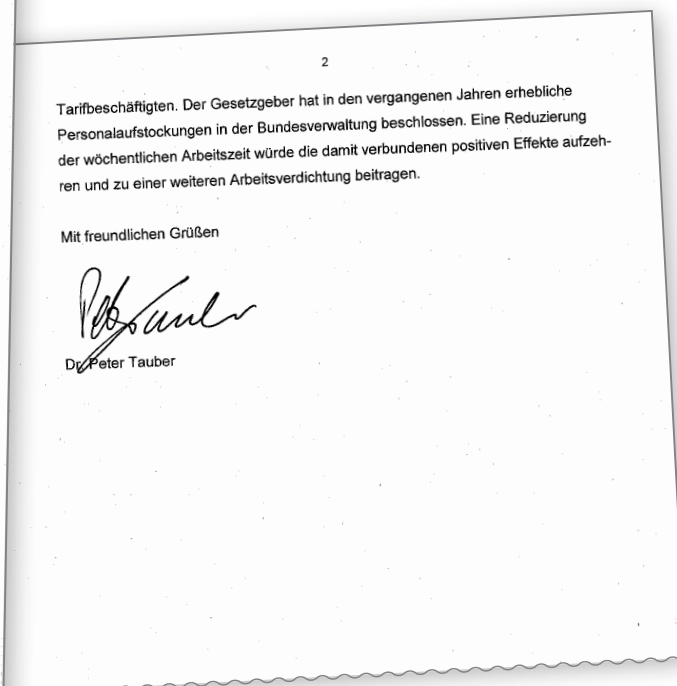 2
Tarifbeschäftigten. Der Gesetzgeber hat in den vergangenen Jahren erhebliche
Personalaufstockungen in der Bundesverwaltung beschlossen. Eine Reduzierung
der wöchentlichen Arbeitszeit würde die damit verbundenen positiven Effekte aufzeh-
ren und zu einer weiteren Arbeitsverdichtung beitragen.
Mit freundlichen Grüßen
Peter Tauber
Dr. Peter Tauber